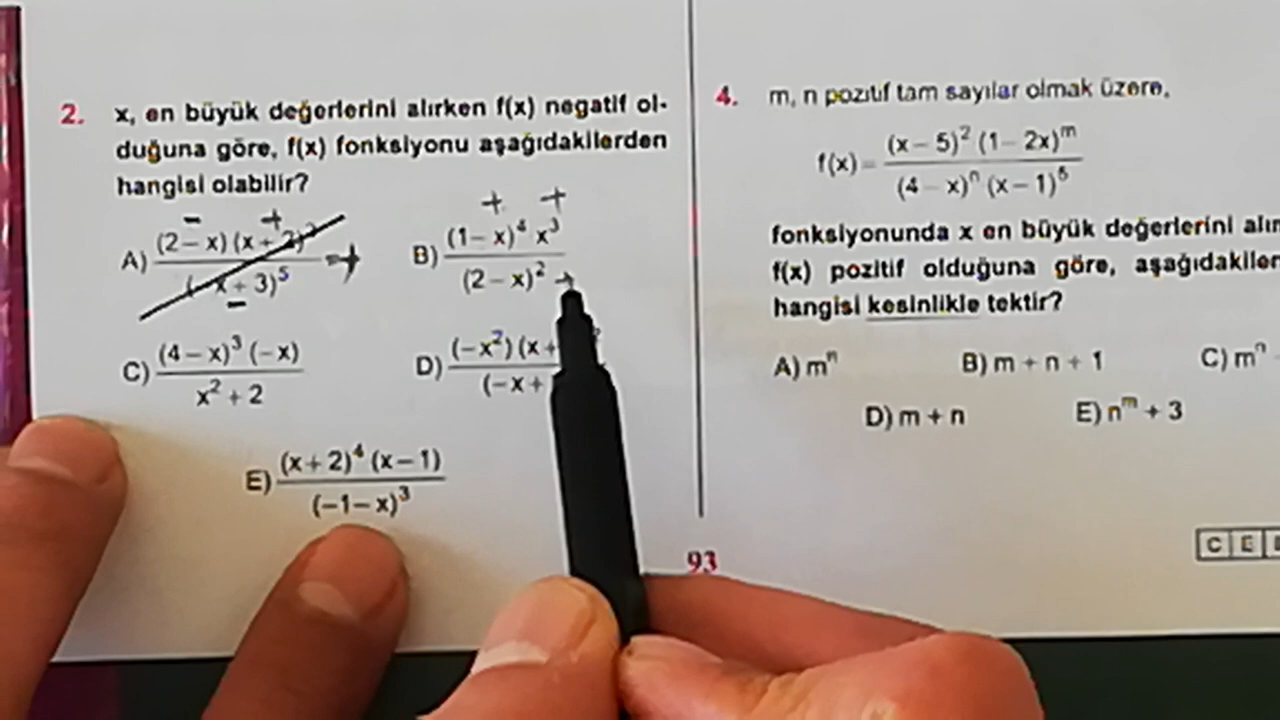 2. x, en büyük değerlerini alırken f(x) negatif ol-
duğuna göre, f(x) fonksiyonu aşağıdakilerden
hangisi olabilir?
- +
A) (2 – x) (x + 2)
(-x + 3)⁵
- +
+ +
B) (1 – x)⁴ x³
(2 – x)² +
C) (4 – x)³ (–x)
x² + 2
D) (–x²) (x +
(–x +
E) (x + 2)⁴ (x – 1)
(–1 – x)³
4. m, n pozitif tam sayılar olmak üzere,
f(x) = (x – 5)² (1 – 2x)ᵐ
(4 – x)ⁿ (x – 1)⁵
fonksiyonunda x en büyük değerlerini
f(x) pozitif olduğuna göre,
hangisi kesinlikle tektir?
A) mⁿ B) m + n + 1 C) mⁿ
D) m + n E) nᵐ + 3
93
C E